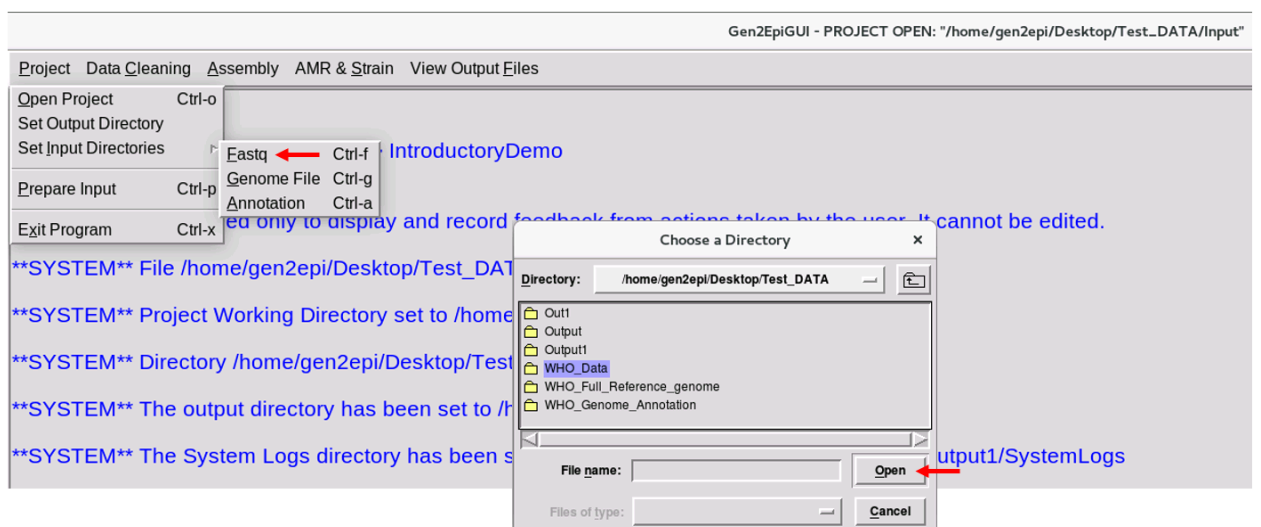 Gen2EpiGUI - PROJECT OPEN: "/home/gen2epi/Desktop/Test_DATA/Input"
Project Data Cleaning Assembly AMR & Strain View Output Files
Open Project Ctrl-o
Set Output Directory
Set Input Directories
Prepare Input Ctrl-p
Exit Program Ctrl-x
Fastq Ctrl-f
Genome File Ctrl-g
Annotation Ctrl-a
IntroductoryDemo
only to display and record feedback from actions taken by the user. It cannot be edited.
**SYSTEM** File /home/gen2epi/Desktop/Test_DAT
**SYSTEM** Project Working Directory set to /home
**SYSTEM** Directory /home/gen2epi/Desktop/Test
**SYSTEM** The output directory has been set to /h
**SYSTEM** The System Logs directory has been s
utput1/SystemLogs
Choose a Directory ×
Directory: /home/gen2epi/Desktop/Test_DATA
Out1
Output
Output1
WHO_Data
WHO_Full_Reference_genome
WHO_Genome_Annotation
File name: Open
Files of type: Cancel